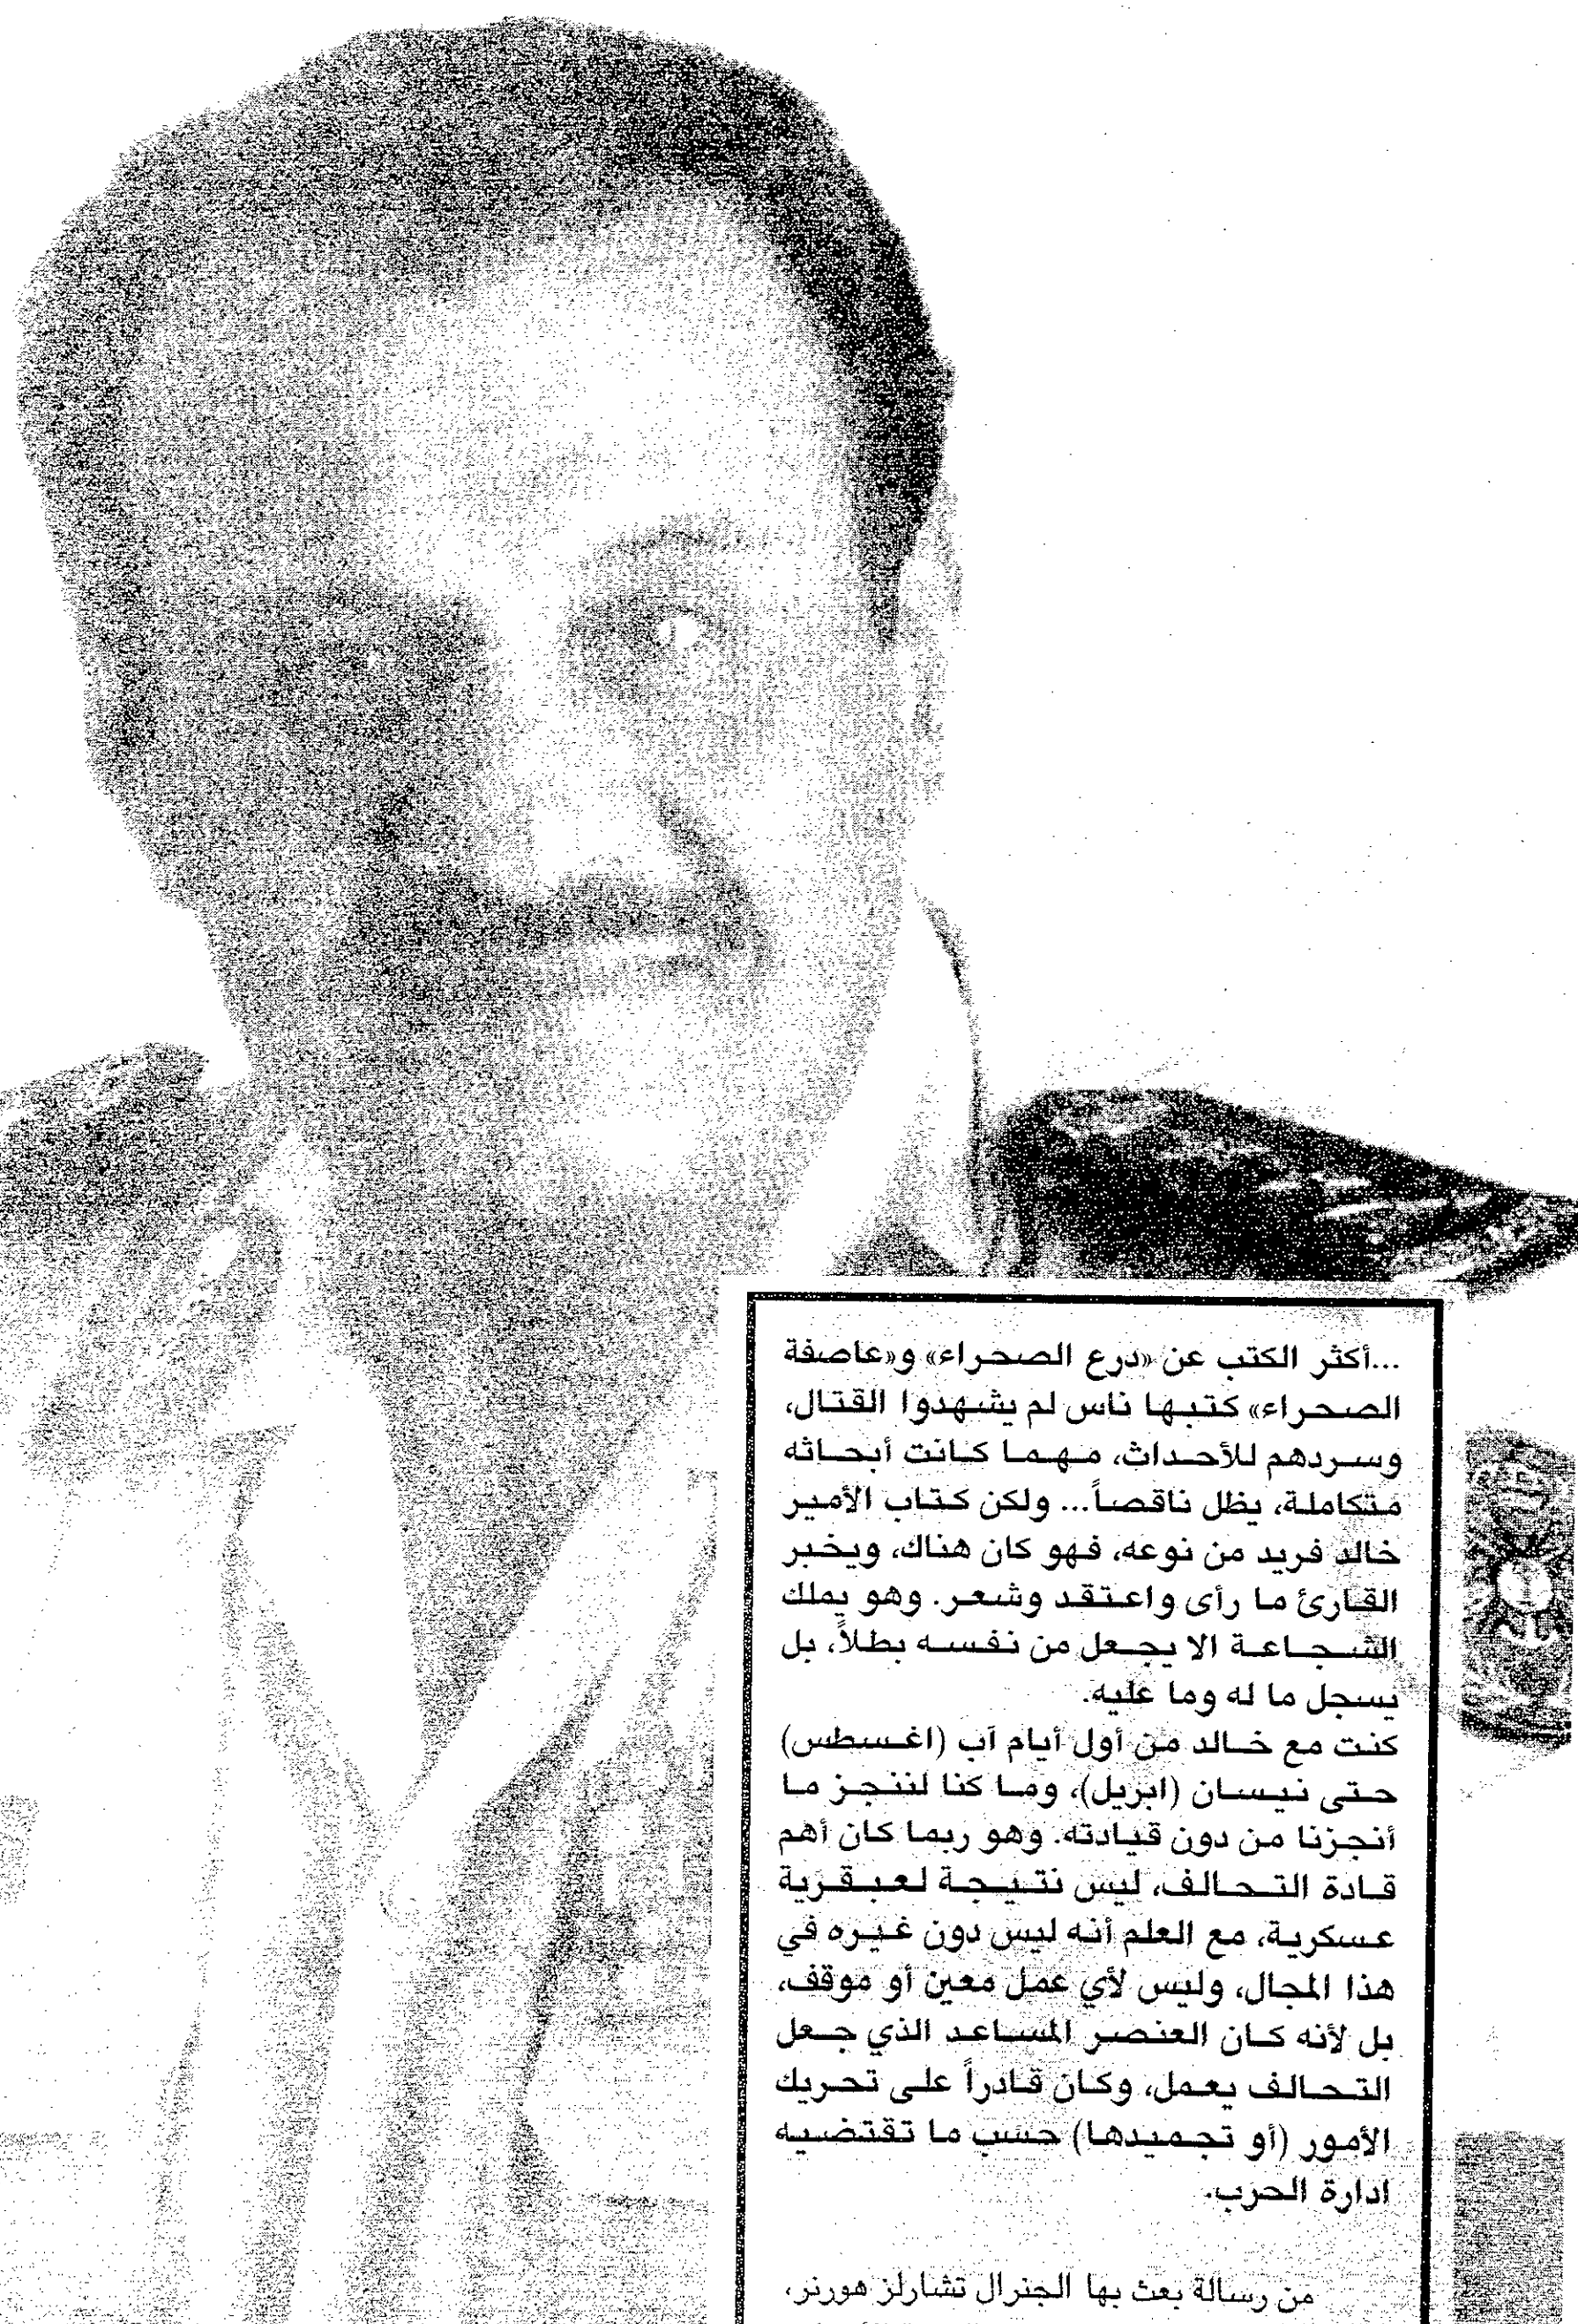 ...أكثر الكتب عن «درع الصحراء» و«عاصفة
الصحراء» كتبها ناس لم يشهدوا القتال،
وسردهم للأحداث، مهما كانت أبحاثه
متكاملة، يظل ناقصاً... ولكن كتاب الأمير
خالد فريد من نوعه، فهو كان هناك، ويخبر
القارئ ما رأى واعتقد وشعر. وهو يملك
الشجاعة الا يجعل من نفسه بطلاً، بل
يسجل ما له وما عليه.
كنت مع خالد من أول أيام آب (اغسطس)
حتى نيسان (ابريل)، وما كنا لننجز ما
أنجزنا من دون قيادته. وهو ربما كان أهم
قادة التحالف، ليس نتيجة لعبقرية
عسكرية، مع العلم أنه ليس دون غيره في
هذا المجال، وليس لأي عمل معين أو موقف،
بل لأنه كان العنصر المساعد الذي جعل
التحالف يعمل، وكان قادراً على تحريك
الأمور (أو تجميدها) حسب ما تقتضيه
ادارة الحرب.
من رسالة بعث بها الجنرال تشارلز هورنر،